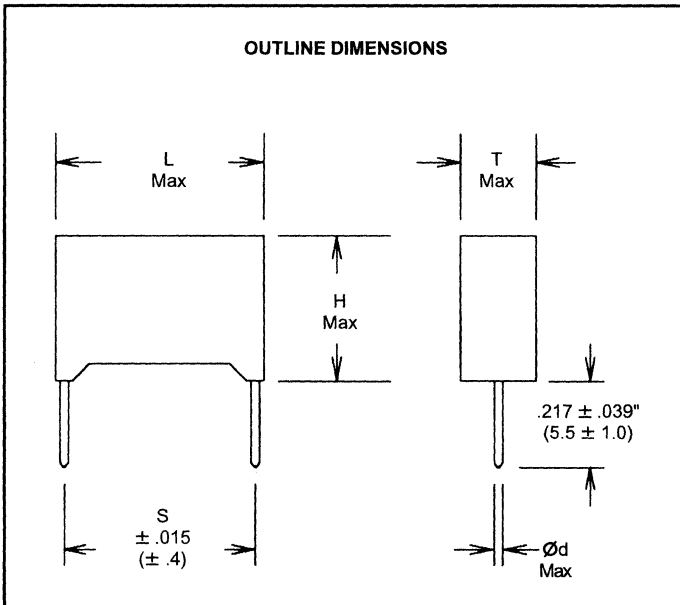 OUTLINE DIMENSIONS
L
Max
T
Max
H
Max
.217 ± .039"
(5.5 ± 1.0)
S
± .015
(± .4)
Ød
Max